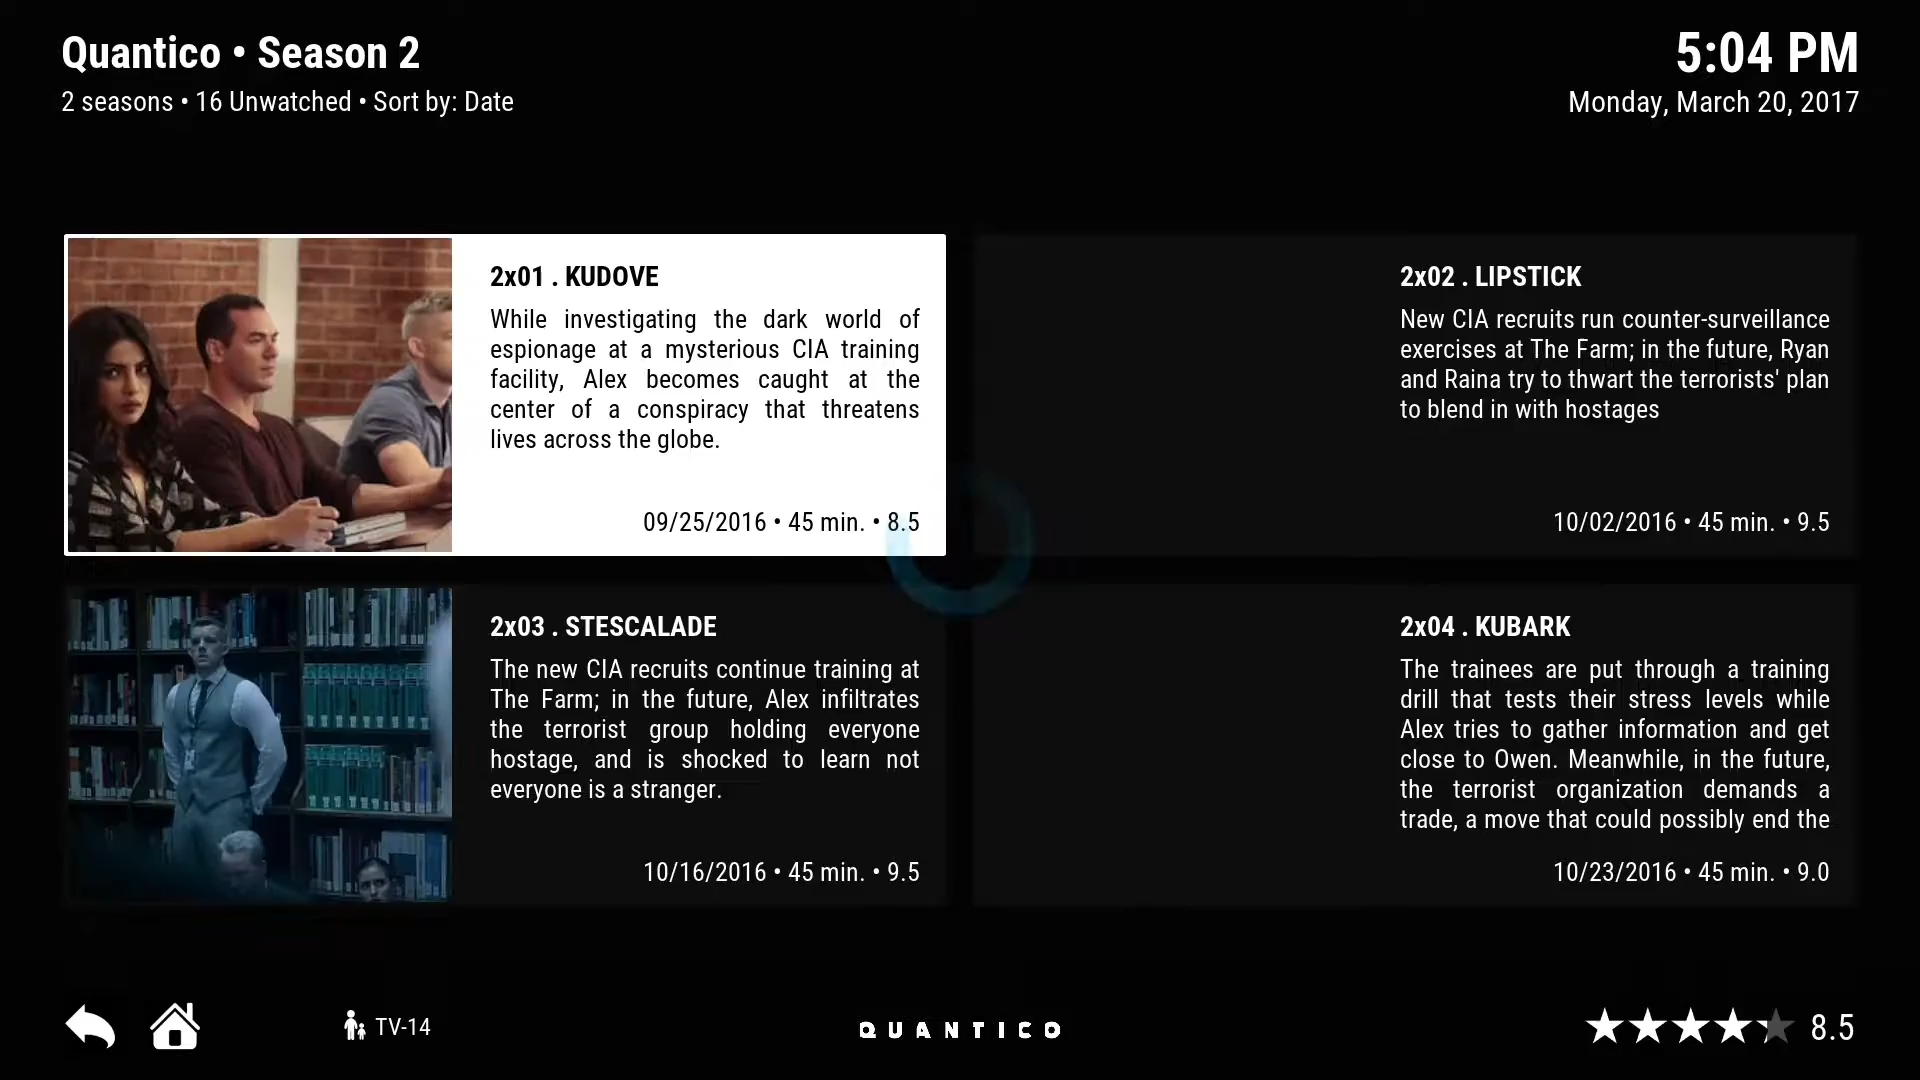 Quantico • Season 2
2 seasons • 16 Unwatched • Sort by: Date
5:04 PM
Monday, March 20, 2017
2x01 . KUDOVE
While investigating the dark world of
espionage at a mysterious CIA training
facility, Alex becomes caught at the
center of a conspiracy that threatens
lives across the globe.
09/25/2016 • 45 min. • 8.5
2x02 . LIPSTICK
New CIA recruits run counter-surveillance
exercises at The Farm; in the future, Ryan
and Raina try to thwart the terrorists' plan
to blend in with hostages
10/02/2016 • 45 min. • 9.5
2x03 . STESCALADE
The new CIA recruits continue training at
The Farm; in the future, Alex infiltrates
the terrorist group holding everyone
hostage, and is shocked to learn not
everyone is a stranger.
10/16/2016 • 45 min. • 9.5
2x04 . KUBARK
The trainees are put through a training
drill that tests their stress levels while
Alex tries to gather information and get
close to Owen. Meanwhile, in the future,
the terrorist organization demands a
trade, a move that could possibly end the
10/23/2016 • 45 min. • 9.0
TV-14
QUANTICO
8.5